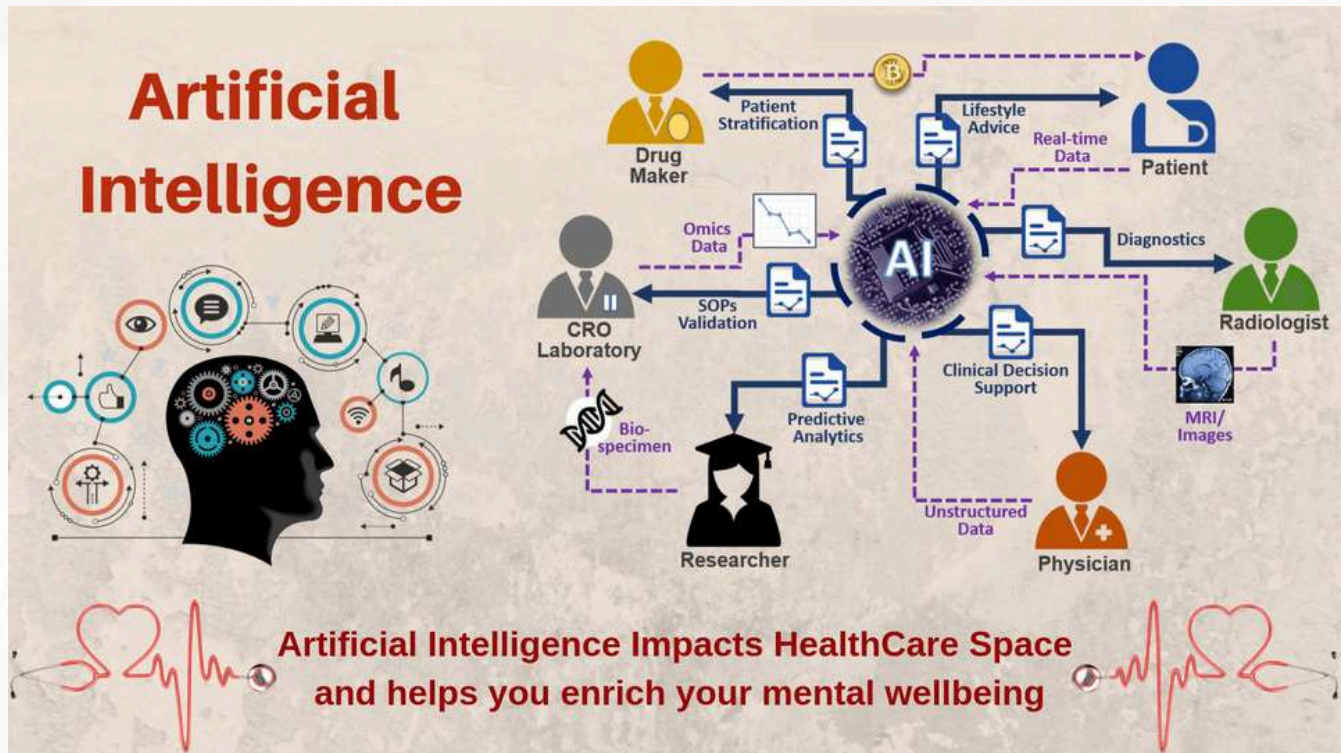 Artificial
Intelligence
Drug
Maker
Patient
Stratification
B
Lifestyle
Advice
Real-time
Data
Patient
Omics
Data
AI
Diagnostics
Radiologist
CRO
Laboratory
SOPs
Validation
Clinical Decision
Support
MRI/
Images
Bio-
specimen
Predictive
Analytics
Researcher
Unstructured
Data
Physician
Artificial Intelligence Impacts HealthCare Space
and helps you enrich your mental wellbeing